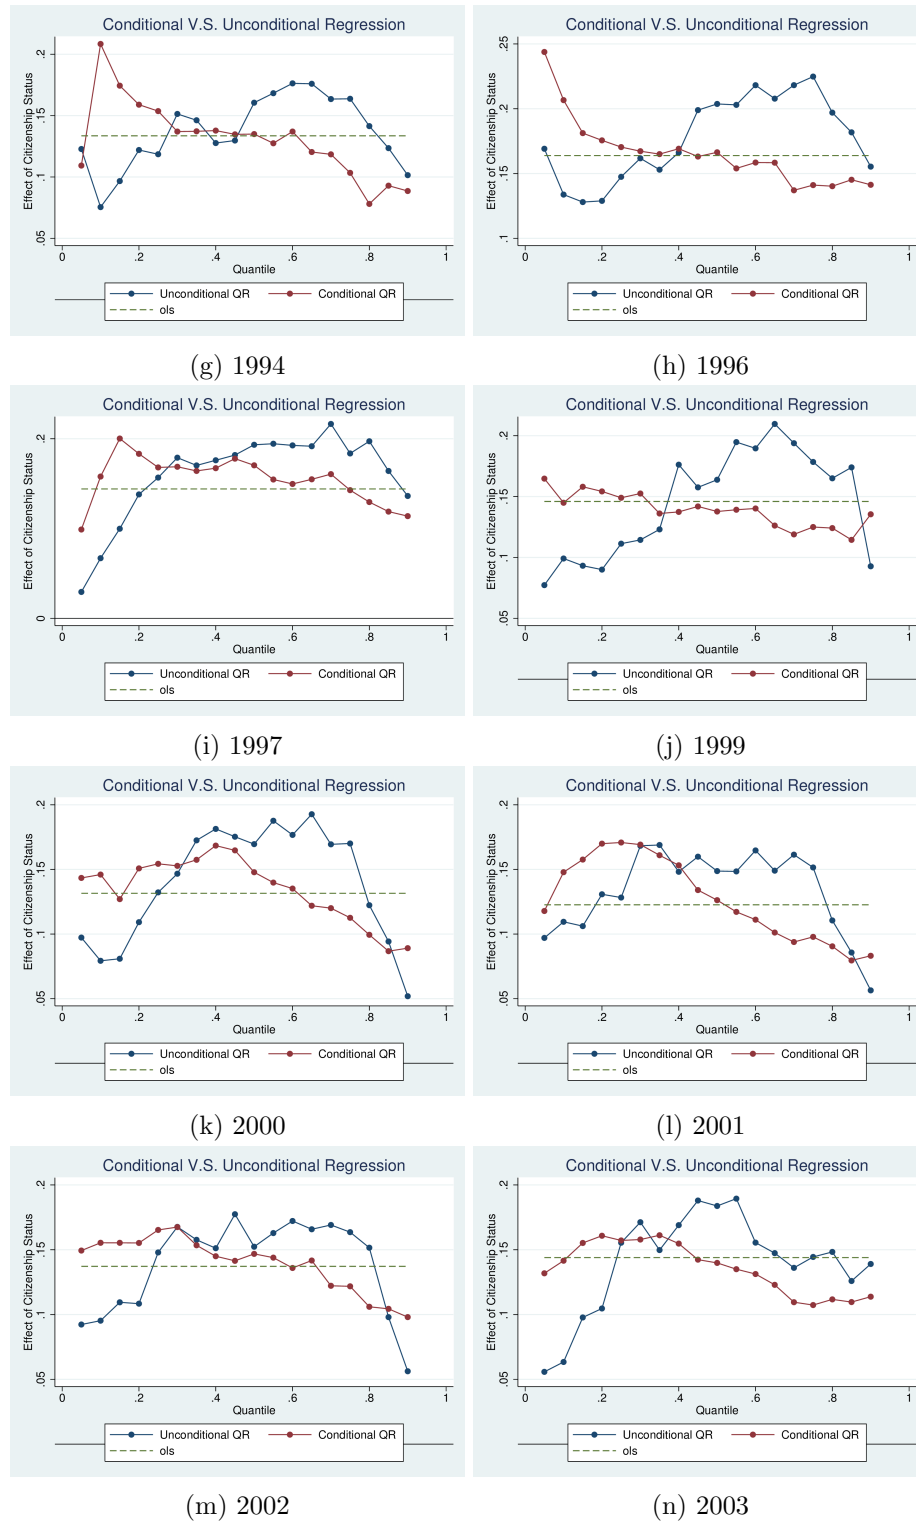 Conditional V.S. Unconditional Regression
Effect of Citizenship Status
.2
.15
.1
.05
0 .2 .4 .6 .8 1
Quantile
Unconditional QR Conditional QR
ols
(g) 1994
Conditional V.S. Unconditional Regression
Effect of Citizenship Status
.25
.2
.15
.1
0 .2 .4 .6 .8 1
Quantile
Unconditional QR Conditional QR
ols
(h) 1996
Conditional V.S. Unconditional Regression
Effect of Citizenship Status
.2
0
0 .2 .4 .6 .8 1
Quantile
Unconditional QR Conditional QR
ols
(i) 1997
Conditional V.S. Unconditional Regression
Effect of Citizenship Status
.2
.15
.1
.05
0 .2 .4 .6 .8 1
Quantile
Unconditional QR Conditional QR
ols
(j) 1999
Conditional V.S. Unconditional Regression
Effect of Citizenship Status
.2
.15
.1
.05
0 .2 .4 .6 .8 1
Quantile
Unconditional QR Conditional QR
ols
(k) 2000
Conditional V.S. Unconditional Regression
Effect of Citizenship Status
.2
.15
.1
.05
0 .2 .4 .6 .8 1
Quantile
Unconditional QR Conditional QR
ols
(l) 2001
Conditional V.S. Unconditional Regression
Effect of Citizenship Status
.2
.15
.1
.05
0 .2 .4 .6 .8 1
Quantile
Unconditional QR Conditional QR
ols
(m) 2002
Conditional V.S. Unconditional Regression
Effect of Citizenship Status
.2
.15
.1
.05
0 .2 .4 .6 .8 1
Quantile
Unconditional QR Conditional QR
ols
(n) 2003